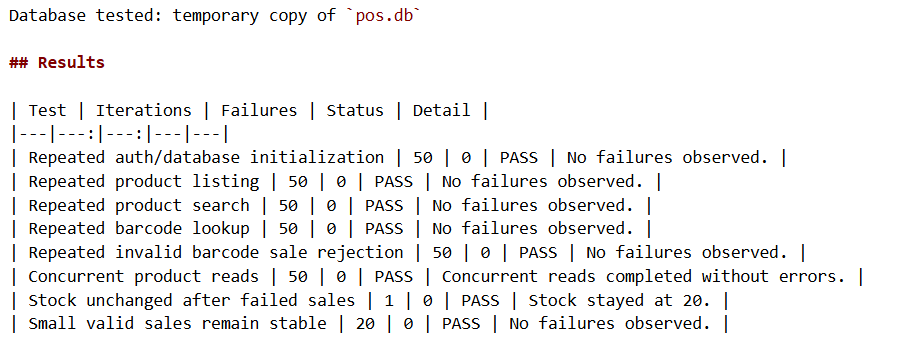 Database tested: temporary copy of `pos.db`
## Results
| Test | Iterations | Failures | Status | Detail |
|---|---:|---:|---|---|
| Repeated auth/database initialization | 50 | 0 | PASS | No failures observed. |
| Repeated product listing | 50 | 0 | PASS | No failures observed. |
| Repeated product search | 50 | 0 | PASS | No failures observed. |
| Repeated barcode lookup | 50 | 0 | PASS | No failures observed. |
| Repeated invalid barcode sale rejection | 50 | 0 | PASS | No failures observed. |
| Concurrent product reads | 50 | 0 | PASS | Concurrent reads completed without errors. |
| Stock unchanged after failed sales | 1 | 0 | PASS | Stock stayed at 20. |
| Small valid sales remain stable | 20 | 0 | PASS | No failures observed. |